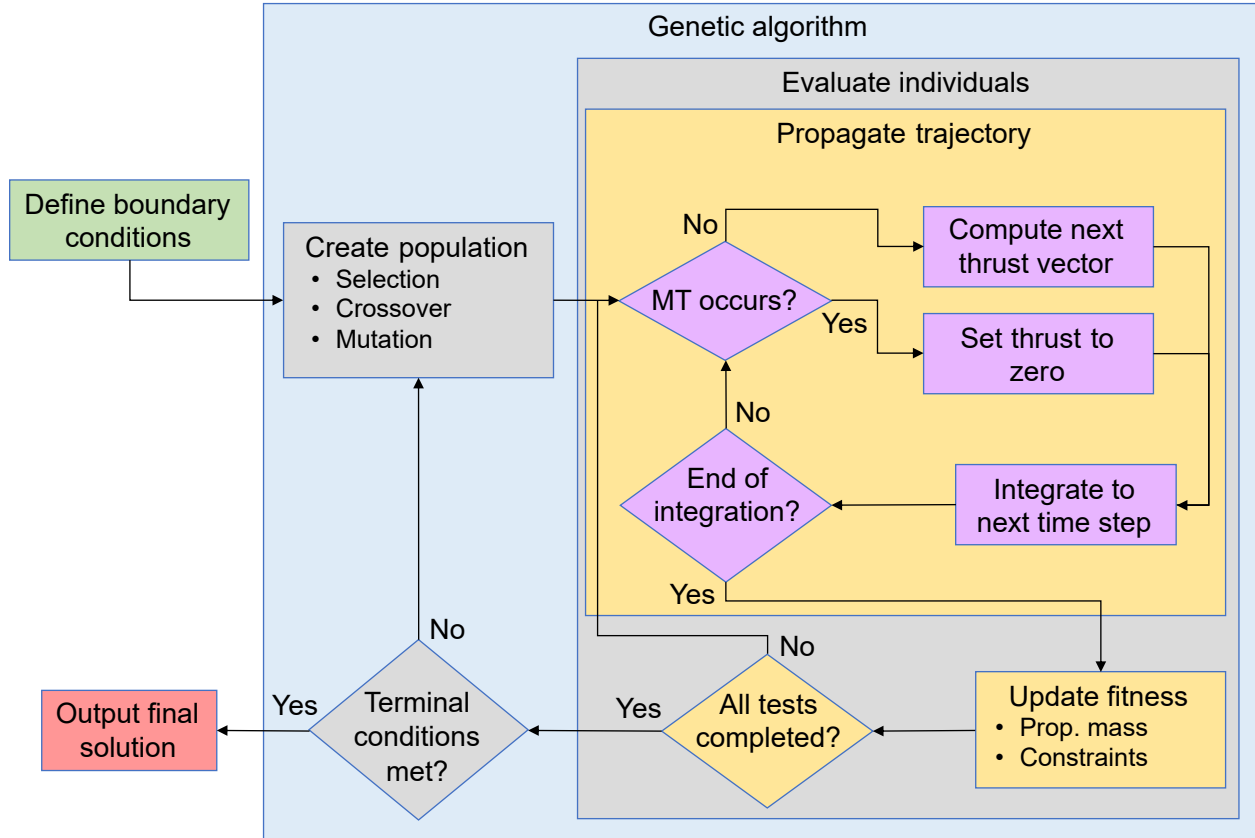 Genetic algorithm
Evaluate individuals
Propagate trajectory
Define boundary
conditions
Create population
• Selection
• Crossover
• Mutation
No
MT occurs?
Yes
Compute next
thrust vector
Set thrust to
zero
No
End of
integration?
Integrate to
next time step
Yes
No
No
Output final
solution
Yes
Terminal
conditions
met?
Yes
All tests
completed?
Update fitness
• Prop. mass
• Constraints